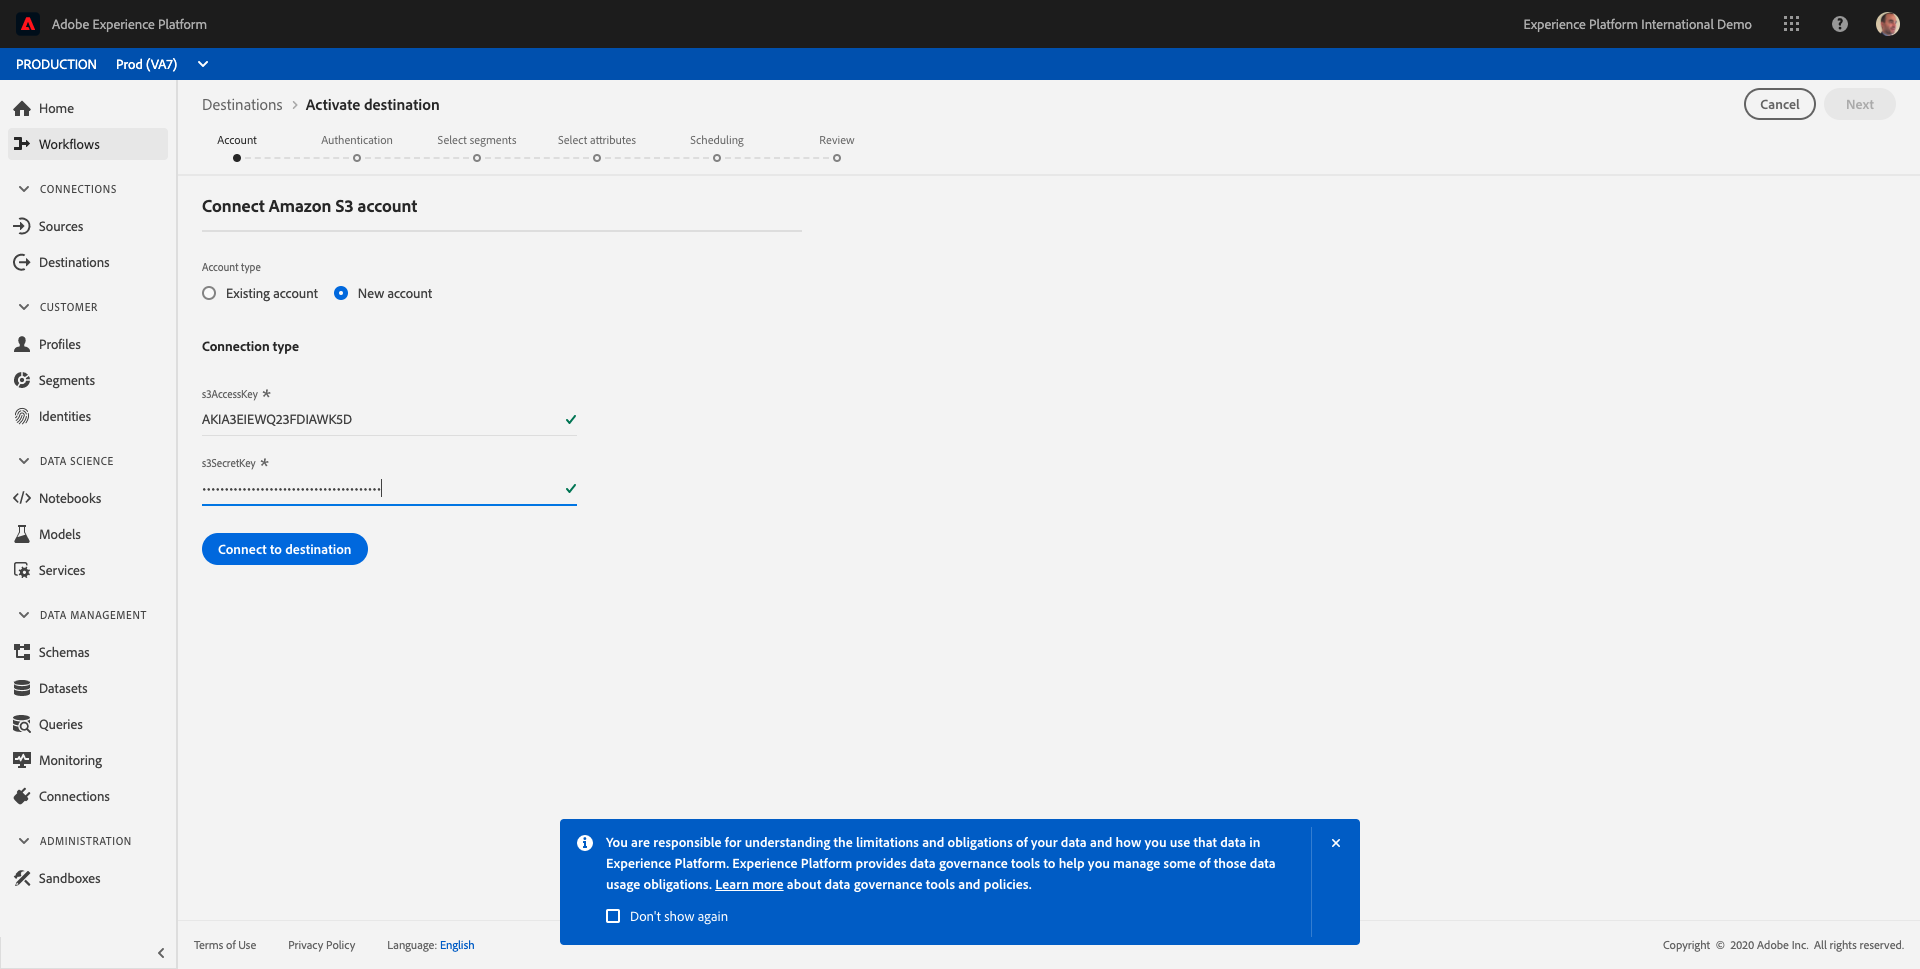 Adobe Experience Platform
Experience Platform International Demo
PRODUCTION Prod (VA7)
Home
Workflows
CONNECTIONS
Sources
Destinations
CUSTOMER
Profiles
Segments
Identities
DATA SCIENCE
Notebooks
Models
Services
DATA MANAGEMENT
Schemas
Datasets
Queries
Monitoring
Connections
ADMINISTRATION
Sandboxes
Destinations > Activate destination
Cancel
Next
Account
Authentication
Select segments
Select attributes
Scheduling
Review
Connect Amazon S3 account
Account type
Existing account
New account
Connection type
s3AccessKey *
AKIA3EIEWQ23FDIAWK5D
s3SecretKey *
Connect to destination
You are responsible for understanding the limitations and obligations of your data and how you use that data in
Experience Platform. Experience Platform provides data governance tools to help you manage some of those data
usage obligations. Learn more about data governance tools and policies.
Don't show again
Terms of Use
Privacy Policy
Language: English
Copyright © 2020 Adobe Inc. All rights reserved.